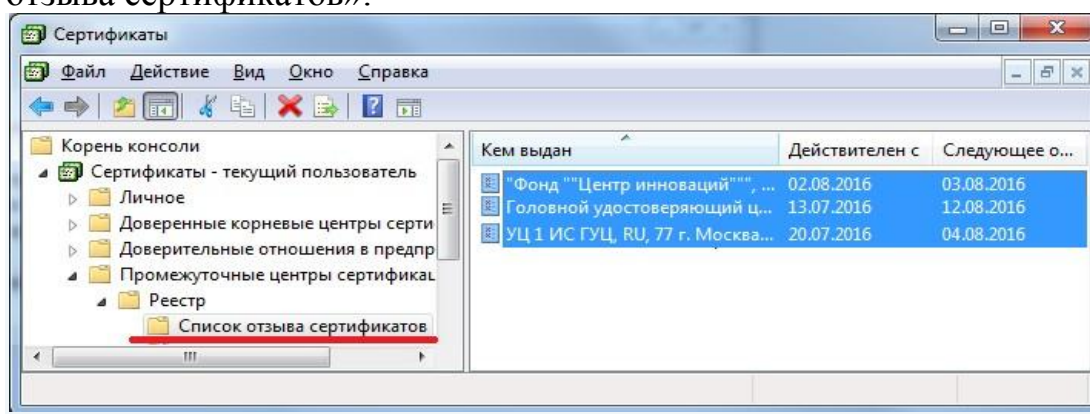 отзыва сертификатов».
Сертификаты
Файл Действие Вид Окно Справка
Корень консоли
Сертификаты - текущий пользователь
Личное
Доверенные корневые центры серти
Доверительные отношения в предпр
Промежуточные центры сертификац
Реестр
Список отзыва сертификатов
Кем выдан Действителен с Следующее о...
"Фонд ""Центр инноваций""", ... 02.08.2016 03.08.2016
Головной удостоверяющий ц... 13.07.2016 12.08.2016
УЦ 1 ИС ГУЦ, RU, 77 г. Москва... 20.07.2016 04.08.2016